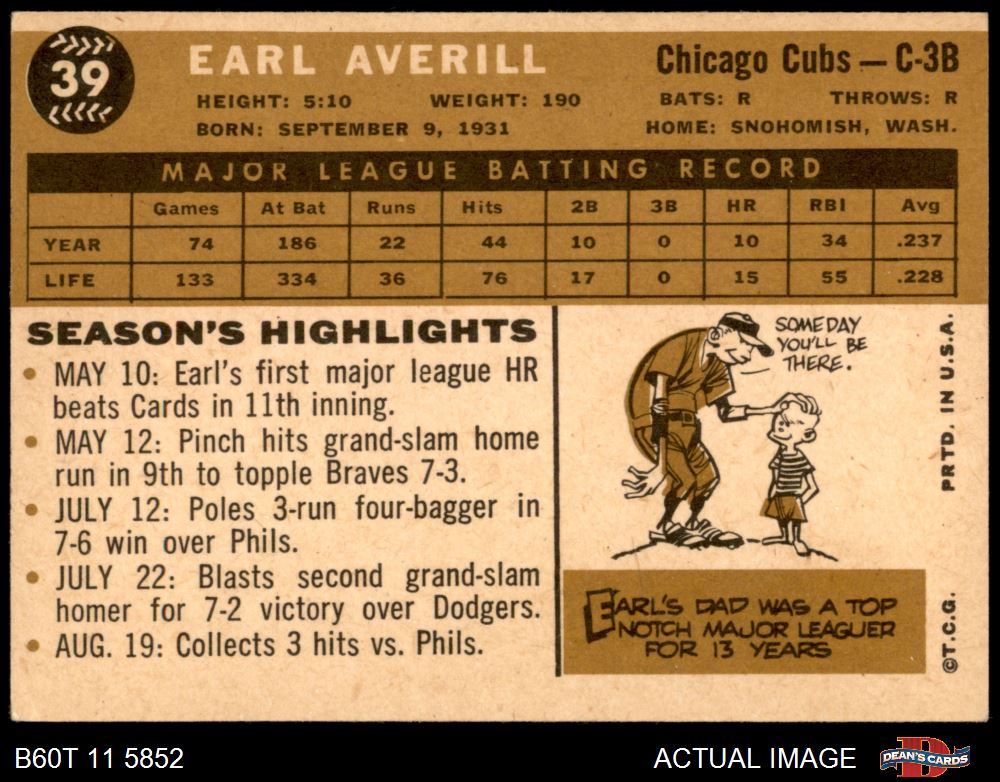 39
EARL AVERILL
Chicago Cubs — C-3B
HEIGHT: 5:10 WEIGHT: 190 BATS: R THROWS: R
BORN: SEPTEMBER 9, 1931 HOME: SNOHOMISH, WASH.
MAJOR LEAGUE BATTING RECORD
Games At Bat Runs Hits 2B 3B HR RBI Avg
YEAR 74 186 22 44 10 0 10 34 .237
LIFE 133 334 36 76 17 0 15 55 .228
SEASON'S HIGHLIGHTS
• MAY 10: Earl's first major league HR
beats Cards in 11th inning.
• MAY 12: Pinch hits grand-slam home
run in 9th to topple Braves 7-3.
• JULY 12: Poles 3-run four-bagger in
7-6 win over Phils.
• JULY 22: Blasts second grand-slam
homer for 7-2 victory over Dodgers.
• AUG. 19: Collects 3 hits vs. Phils.
SOMEDAY
YOU'LL BE
THERE.
EARL'S DAD WAS A TOP
NOTCH MAJOR LEAGUER
FOR 13 YEARS
©T.C.G. PRTD. IN U.S.A.
B60T 11 5852 ACTUAL IMAGE
D
DEAN'S CARDS